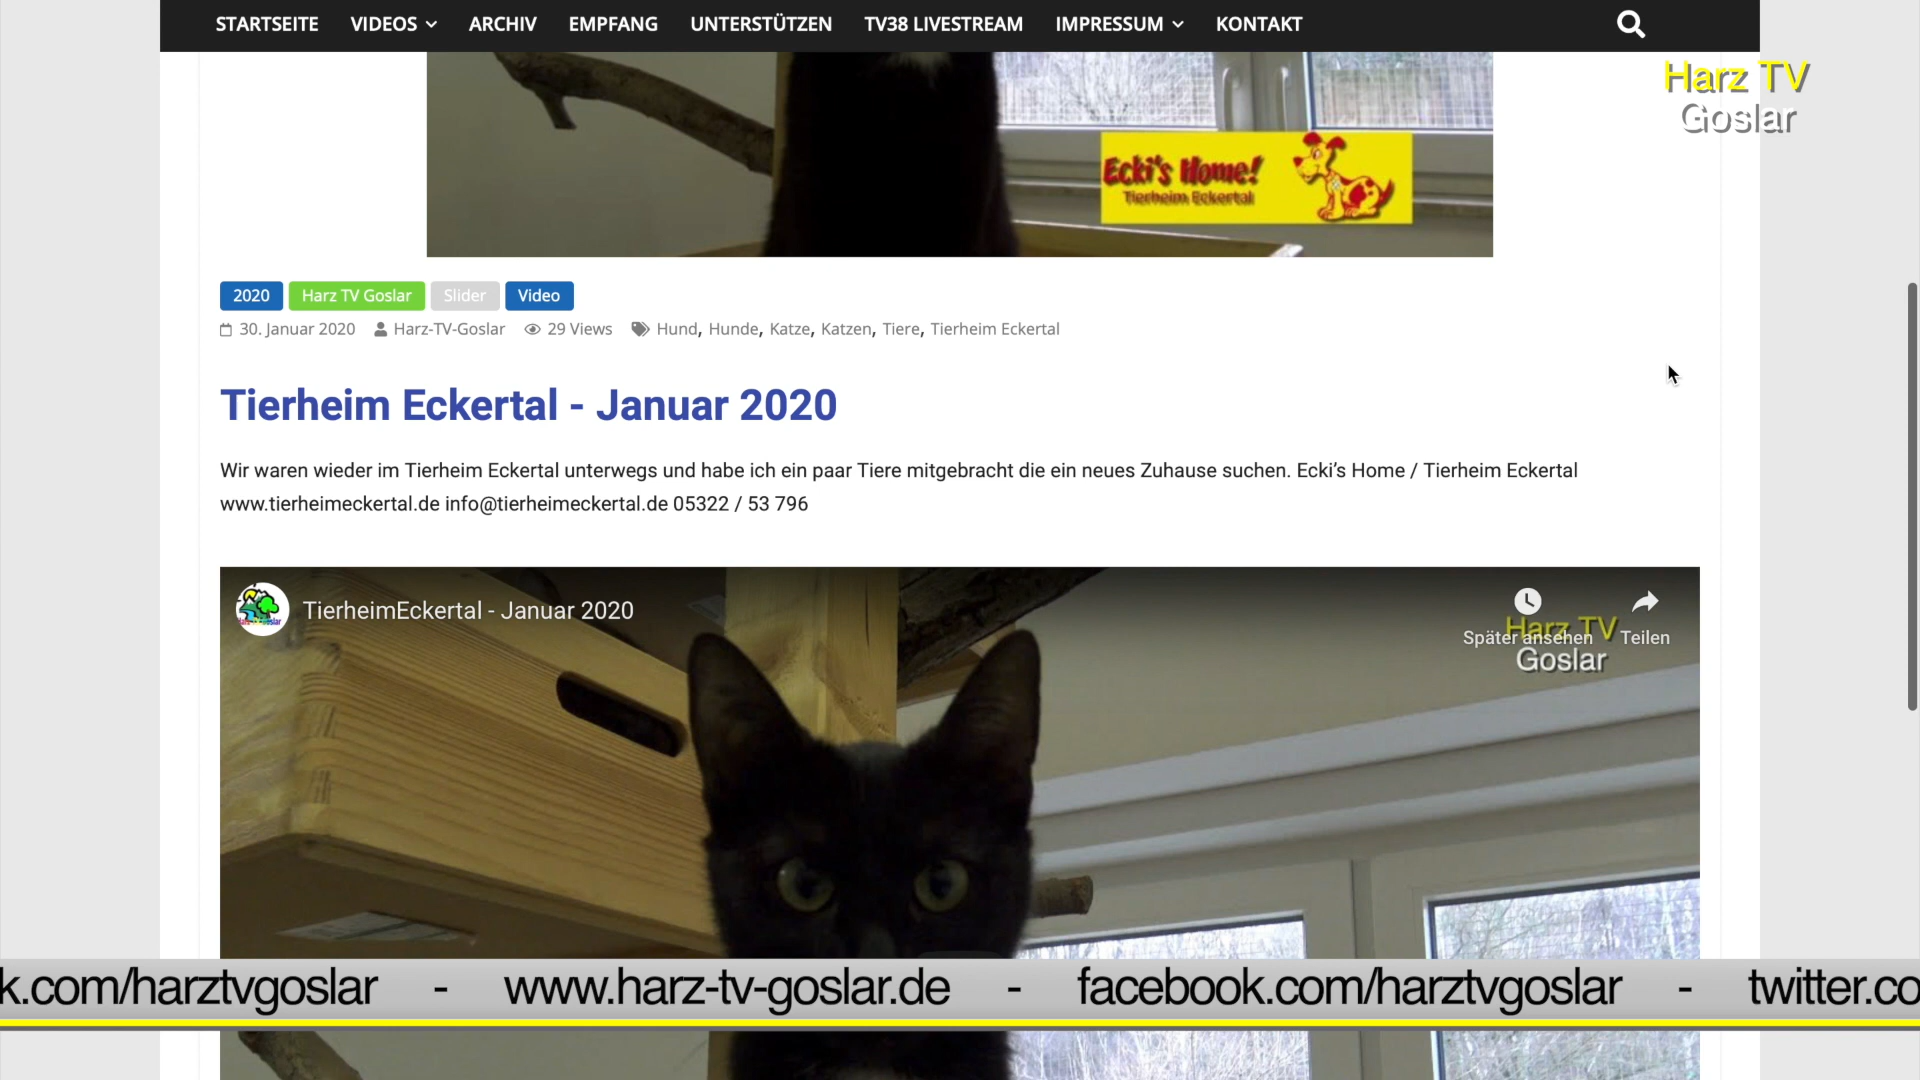 STARTSEITE VIDEOS ARCHIV EMPFANG UNTERSTÜTZEN TV38 LIVESTREAM IMPRESSUM KONTAKT
Harz TV
Goslar
Ecki's Home!
Tierheim Eckertal
2020 Harz TV Goslar Slider Video
30. Januar 2020 Harz-TV-Goslar 29 Views Hund, Hunde, Katze, Katzen, Tiere, Tierheim Eckertal
Tierheim Eckertal - Januar 2020
Wir waren wieder im Tierheim Eckertal unterwegs und habe ich ein paar Tiere mitgebracht die ein neues Zuhause suchen. Ecki’s Home / Tierheim Eckertal
www.tierheimeckertal.de info@tierheimeckertal.de 05322 / 53 796
TierheimEckertal - Januar 2020
Harz TV
Später ansehen Teilen
Goslar
k.com/harztvgoslar - www.harz-tv-goslar.de - facebook.com/harztvgoslar - twitter.co